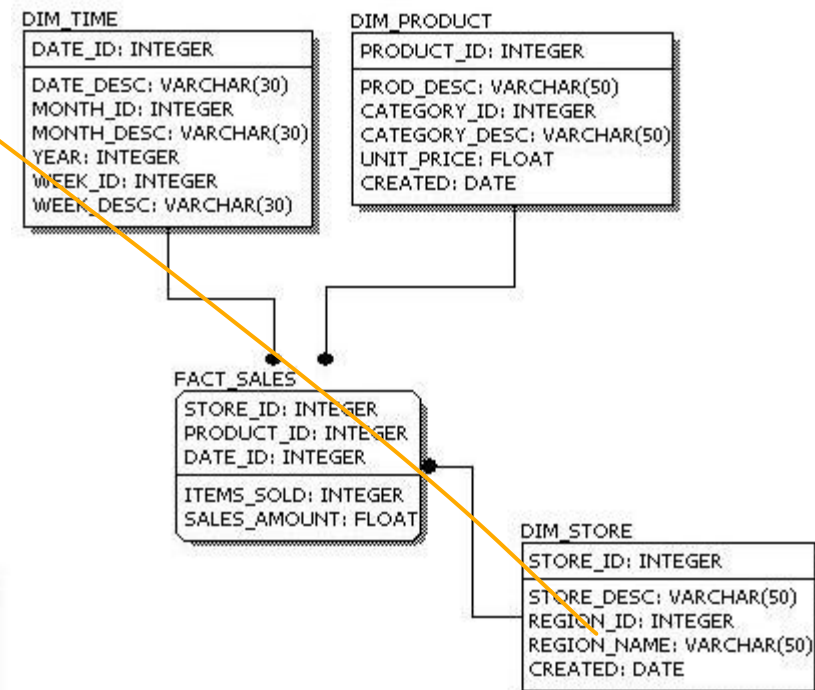 DIM_TIME
DATE_ID: INTEGER
DATE_DESC: VARCHAR(30)
MONTH_ID: INTEGER
MONTH_DESC: VARCHAR(30)
YEAR: INTEGER
WEEK_ID: INTEGER
WEEK_DESC: VARCHAR(30)
DIM_PRODUCT
PRODUCT_ID: INTEGER
PROD_DESC: VARCHAR(50)
CATEGORY_ID: INTEGER
CATEGORY_DESC: VARCHAR(50)
UNIT_PRICE: FLOAT
CREATED: DATE
FACT_SALES
STORE_ID: INTEGER
PRODUCT_ID: INTEGER
DATE_ID: INTEGER
ITEMS_SOLD: INTEGER
SALES_AMOUNT: FLOAT
DIM_STORE
STORE_ID: INTEGER
STORE_DESC: VARCHAR(50)
REGION_ID: INTEGER
REGION_NAME: VARCHAR(50)
CREATED: DATE